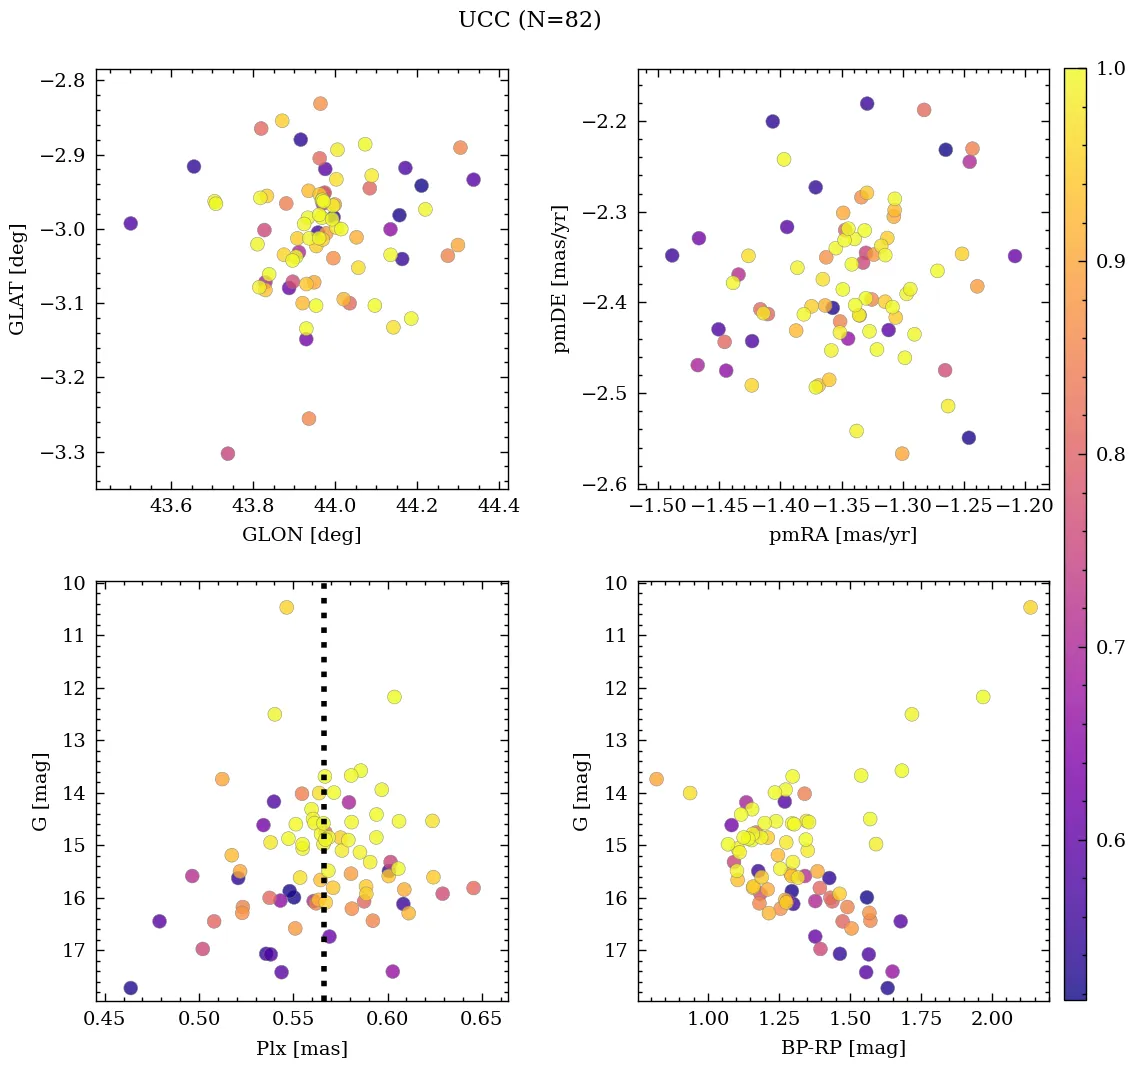 UCC (N=82)
−2.8
−2.9
−3.0
−3.1
−3.2
−3.3
GLAT [deg]
43.6 43.8 44.0 44.2 44.4
GLON [deg]
−2.2
−2.3
−2.4
−2.5
−2.6
pmDE [mas/yr]
−1.50 −1.45 −1.40 −1.35 −1.30 −1.25 −1.20
pmRA [mas/yr]
10
11
12
13
14
15
16
17
G [mag]
0.45 0.50 0.55 0.60 0.65
Plx [mas]
10
11
12
13
14
15
16
17
G [mag]
1.00 1.25 1.50 1.75 2.00
BP-RP [mag]
1.0
0.9
0.8
0.7
0.6